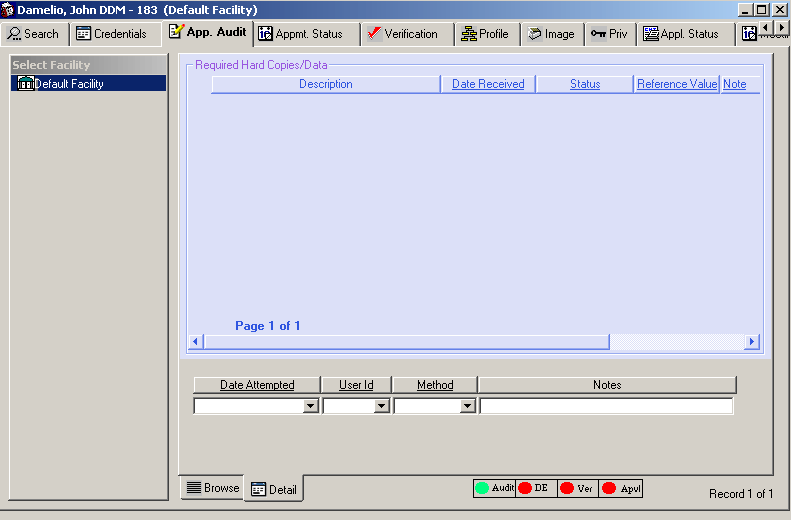 Damelio, John DDM - 183 (Default Facility)
Search Credentials App. Audit Appmt. Status Verification Profile Image Priv Appl. Status
Select Facility
Default Facility
Required Hard Copies/Data
Description Date Received Status Reference Value Note
Page 1 of 1
Date Attempted User Id Method Notes
Browse Detail
Audit DE Ver Apvl
Record 1 of 1